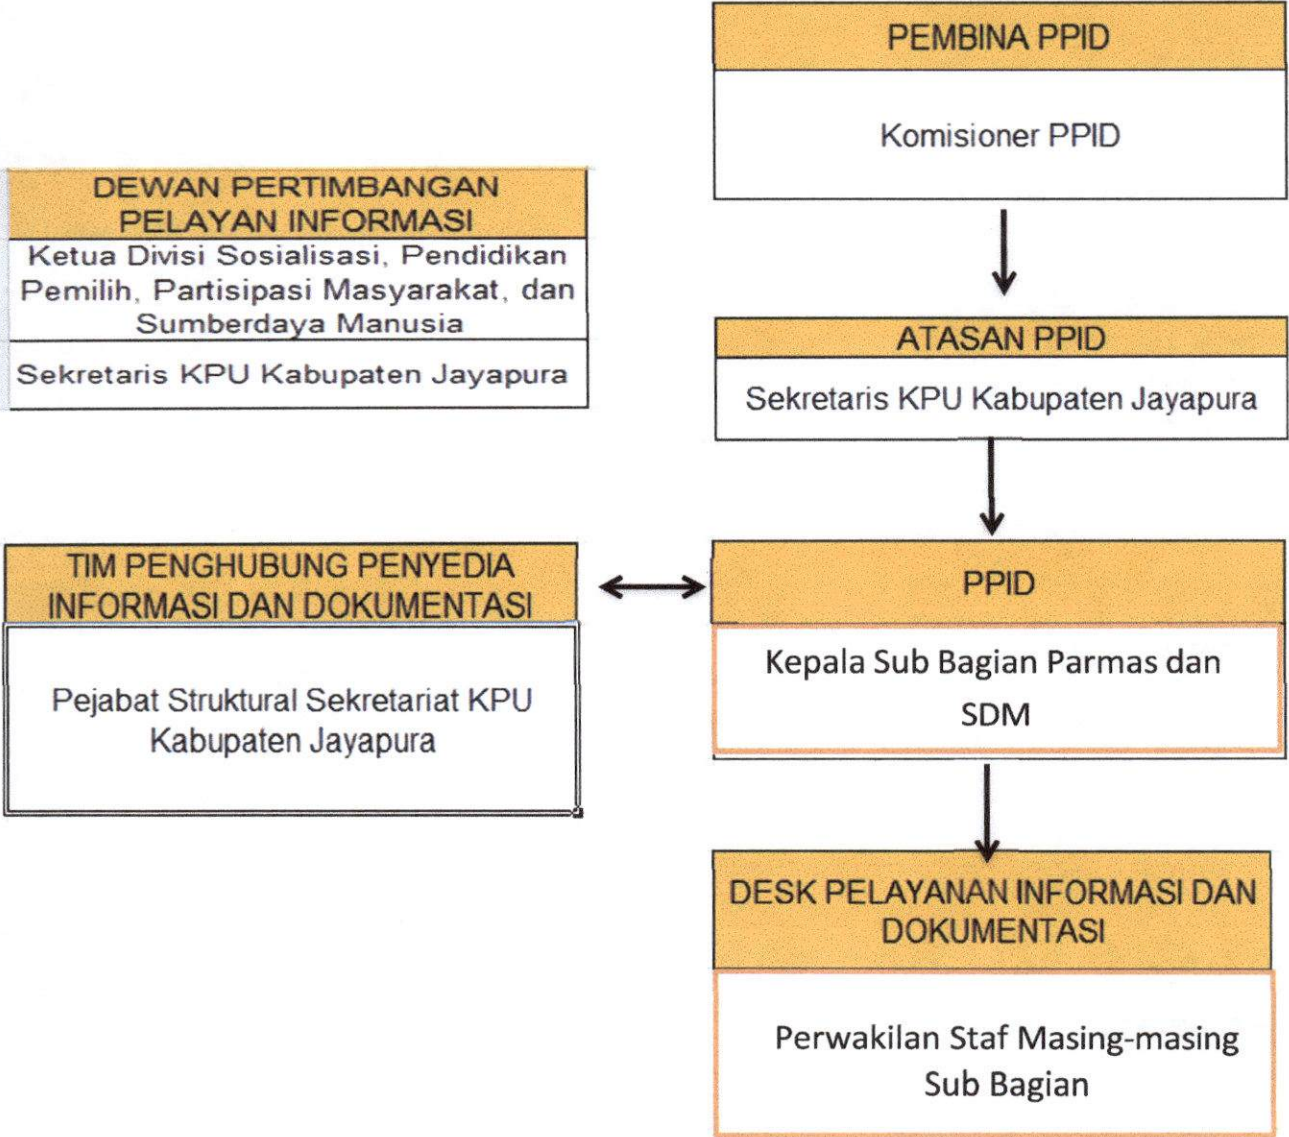 PEMBINA PPID
Komisioner PPID
DEWAN PERTIMBANGAN
PELAYAN INFORMASI
Ketua Divisi Sosialisasi, Pendidikan
Pemilih, Partisipasi Masyarakat, dan
Sumberdaya Manusia
Sekretaris KPU Kabupaten Jayapura
ATASAN PPID
Sekretaris KPU Kabupaten Jayapura
TIM PENGHUBUNG PENYEDIA
INFORMASI DAN DOKUMENTASI
Pejabat Struktural Sekretariat KPU
Kabupaten Jayapura
PPID
Kepala Sub Bagian Parmas dan
SDM
DESK PELAYANAN INFORMASI DAN
DOKUMENTASI
Perwakilan Staf Masing-masing
Sub Bagian